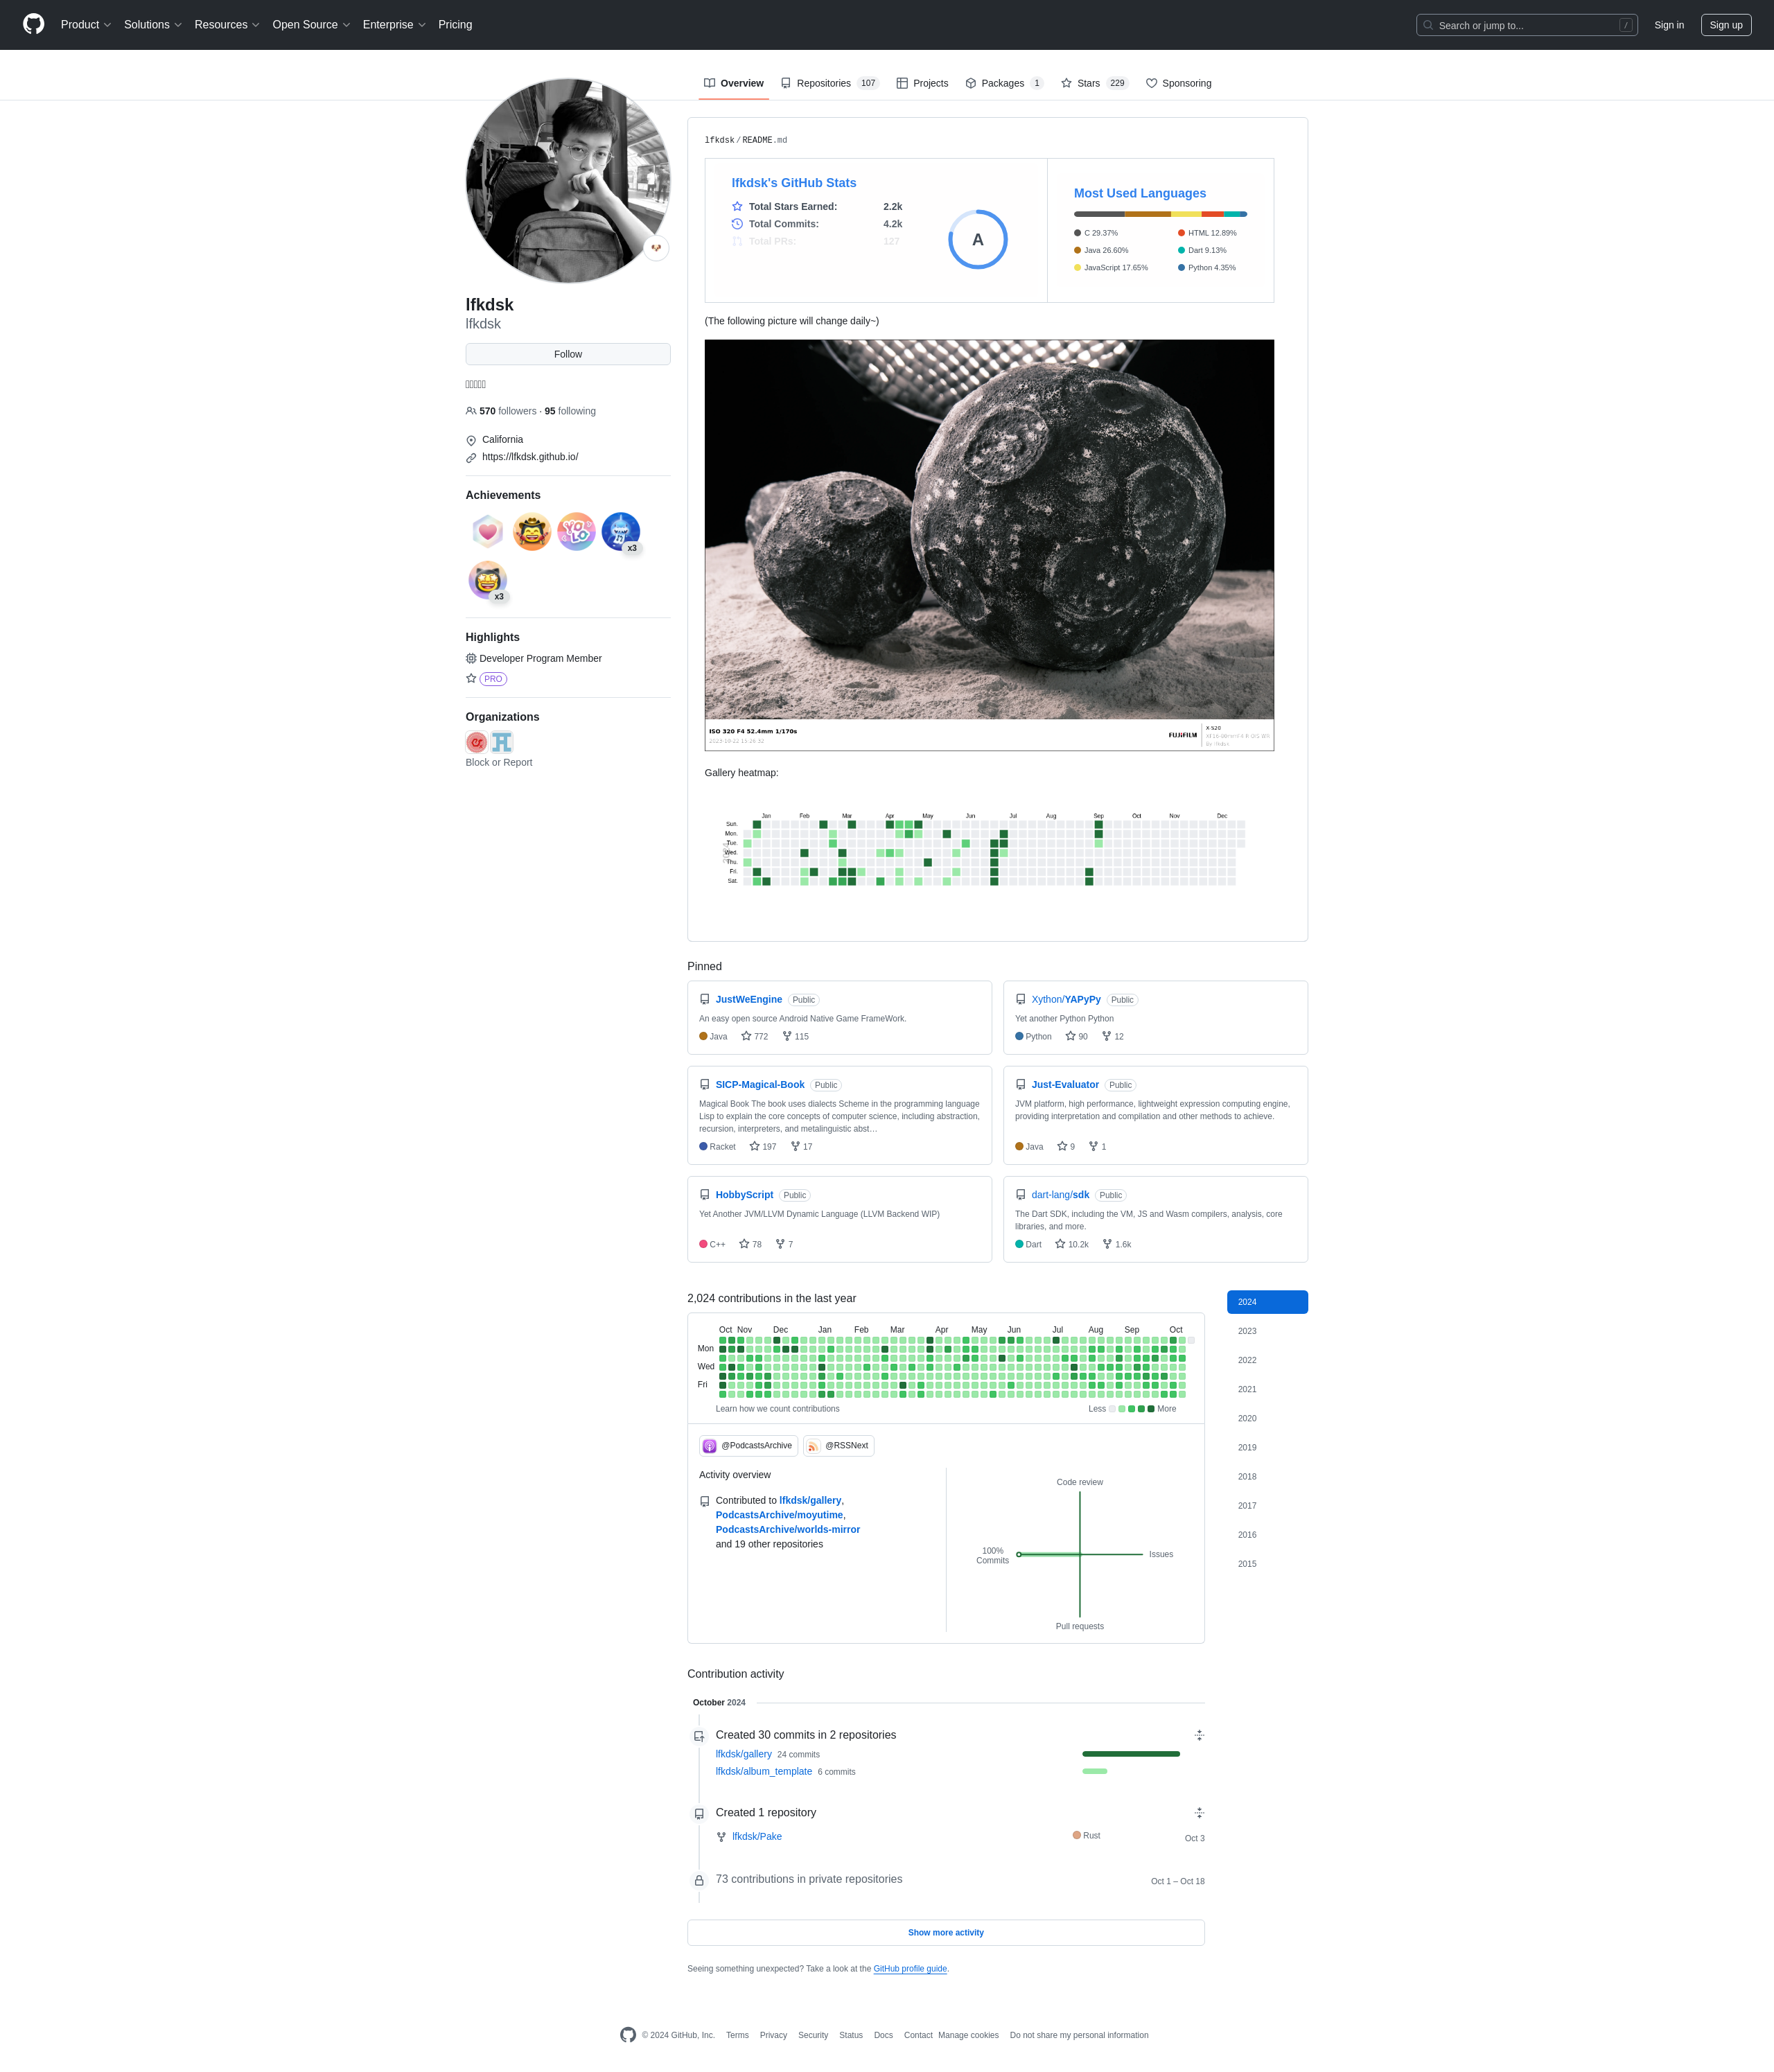 Product
Solutions
Resources
Open Source
Enterprise
Pricing
Search or jump to...
/
Sign in
Sign up
Overview
Repositories 107
Projects
Packages 1
Stars 229
Sponsoring
lfkdsk
lfkdsk
Follow
570 followers · 95 following
California
https://lfkdsk.github.io/
Achievements
YOLO
x3
x3
Highlights
Developer Program Member
PRO
Organizations
Block or Report
lfkdsk/README.md
lfkdsk's GitHub Stats
Total Stars Earned: 2.2k
Total Commits: 4.2k
Total PRs: 127
A
Most Used Languages
C 29.37%
Java 26.60%
JavaScript 17.65%
HTML 12.89%
Dart 9.13%
Python 4.35%
(The following picture will change daily~)
ISO 320 F4 52.4mm 1/170s
FUJIFILM
X-S20
Gallery heatmap:
Jan Feb Mar Apr May Jun Jul Aug Sep Oct Nov Dec
Sun.
Mon.
Tue.
Wed.
Thu.
Fri.
Sat.
Pinned
JustWeEngine Public
An easy open source Android Native Game FrameWork.
Java 772 115
Xython/YAPyPy Public
Yet another Python Python
Python 90 12
SICP-Magical-Book Public
Magical Book The book uses dialects Scheme in the programming language
Lisp to explain the core concepts of computer science, including abstraction,
recursion, interpreters, and metalinguistic abst…
Racket 197 17
Just-Evaluator Public
JVM platform, high performance, lightweight expression computing engine,
providing interpretation and compilation and other methods to achieve.
Java 9 1
HobbyScript Public
Yet Another JVM/LLVM Dynamic Language (LLVM Backend WIP)
C++ 78 7
dart-lang/sdk Public
The Dart SDK, including the VM, JS and Wasm compilers, analysis, core
libraries, and more.
Dart 10.2k 1.6k
2,024 contributions in the last year
Oct Nov Dec Jan Feb Mar Apr May Jun Jul Aug Sep Oct
Mon
Wed
Fri
Learn how we count contributions
Less More
@PodcastsArchive
@RSSNext
Activity overview
Contributed to lfkdsk/gallery,
PodcastsArchive/moyutime,
PodcastsArchive/worlds-mirror
and 19 other repositories
Code review
100%
Commits
Issues
Pull requests
2024
2023
2022
2021
2020
2019
2018
2017
2016
2015
Contribution activity
October 2024
Created 30 commits in 2 repositories
lfkdsk/gallery 24 commits
lfkdsk/album_template 6 commits
Created 1 repository
lfkdsk/Pake Rust Oct 3
73 contributions in private repositories Oct 1 – Oct 18
Show more activity
Seeing something unexpected? Take a look at the GitHub profile guide.
© 2024 GitHub, Inc.
Terms
Privacy
Security
Status
Docs
Contact
Manage cookies
Do not share my personal information